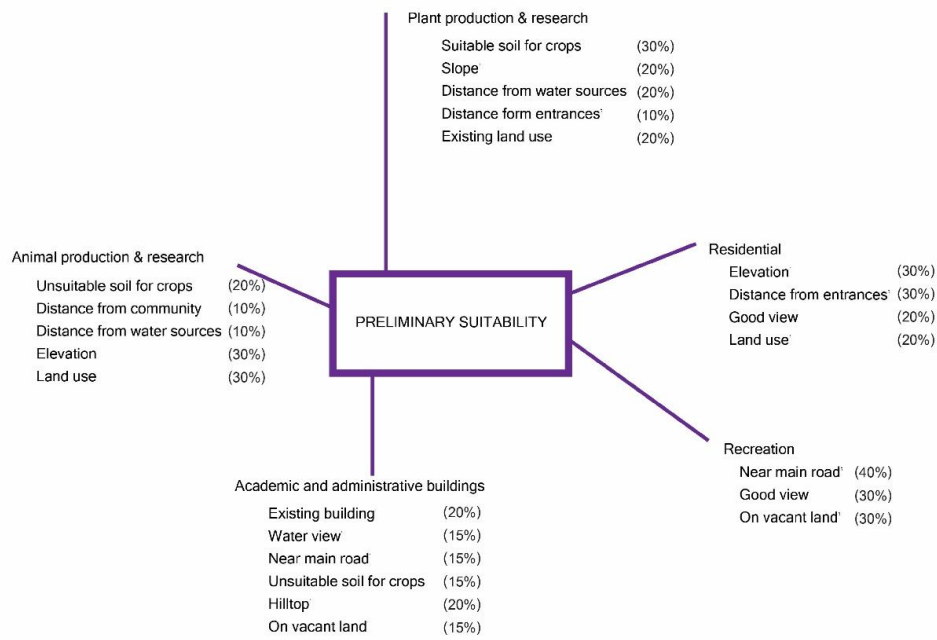 Plant production & research
Suitable soil for crops (30%)
Slope (20%)
Distance from water sources (20%)
Distance form entrances' (10%)
Existing land use (20%)
Animal production & research
Unsuitable soil for crops (20%)
Distance from community (10%)
Distance from water sources (10%)
Elevation (30%)
Land use (30%)
PRELIMINARY SUITABILITY
Residential
Elevation (30%)
Distance from entrances' (30%)
Good view (20%)
Land use' (20%)
Recreation
Near main road' (40%)
Good view (30%)
On vacant land' (30%)
Academic and administrative buildings
Existing building (20%)
Water view (15%)
Near main road (15%)
Unsuitable soil for crops (15%)
Hilltop' (20%)
On vacant land (15%)